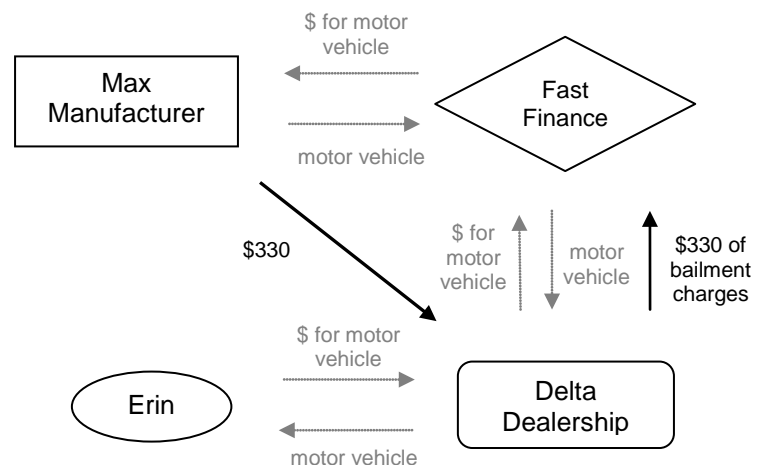 $ for motor
vehicle
Max
Manufacturer
Fast
Finance
motor vehicle
$330
$ for
motor
vehicle
motor
vehicle
$330 of
bailment
charges
$ for motor
vehicle
Erin
Delta
Dealership
motor vehicle